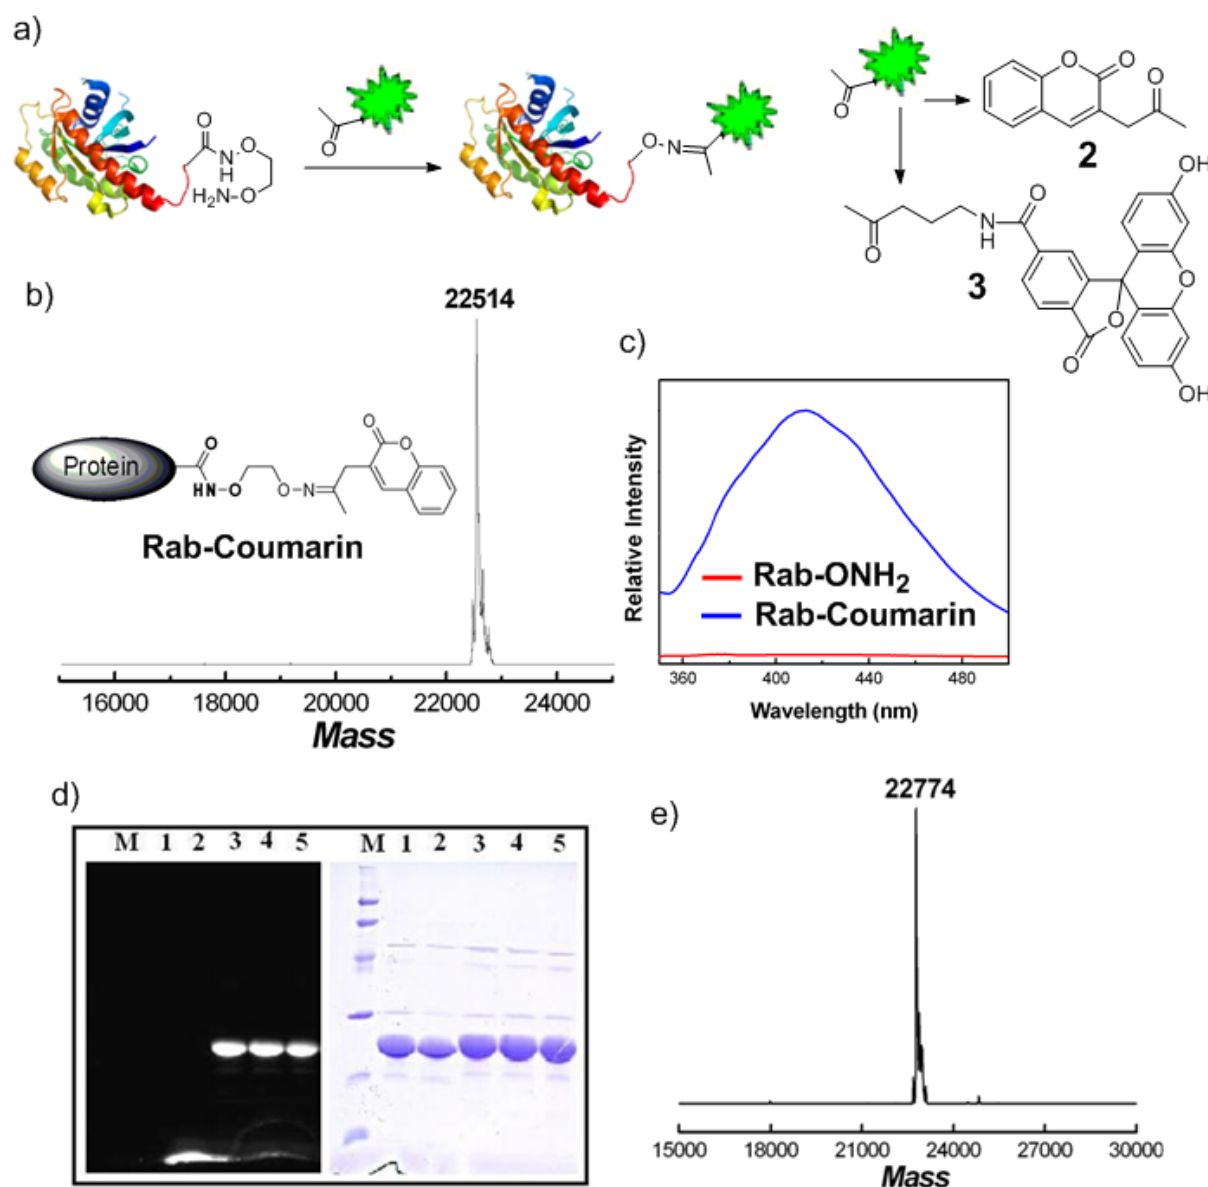 a)
O
N
H
O
H₂N
O
O
O
N
O
O
O
O
2
O
N
H
O
3
OH
O
O
O
OH
b)
22514
Protein
O
HN
O
O
N
O
O
Rab-Coumarin
16000 18000 20000 22000 24000
Mass
c)
Relative Intensity
Rab-ONH₂
Rab-Coumarin
360 400 440 480
Wavelength (nm)
d)
M 1 2 3 4 5 M 1 2 3 4 5
e)
22774
15000 18000 21000 24000 27000 30000
Mass